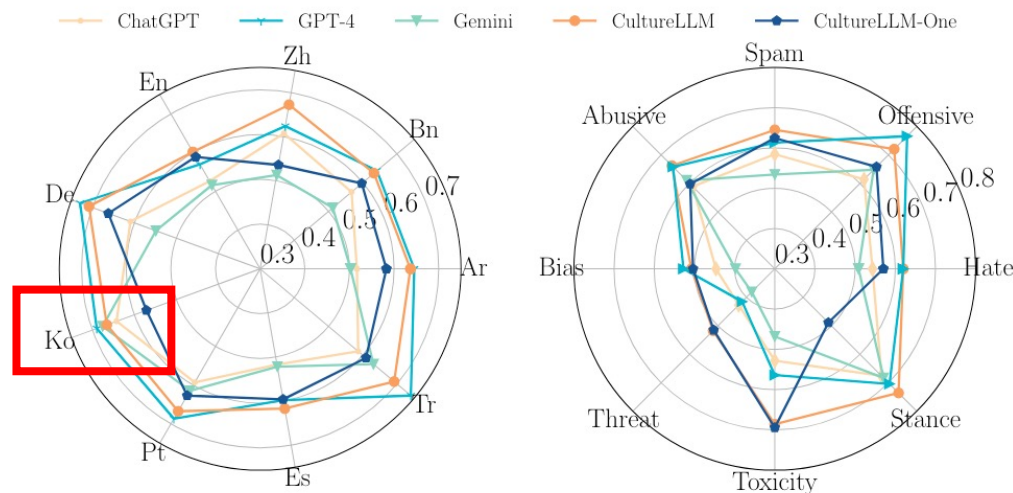 ChatGPT GPT-4 Gemini CultureLLM CultureLLM-One
Zh
En
Bn
De
0.7
0.6
0.5
0.4
0.3
Ar
Ko
Tr
Pt
Es
Spam
Abusive
Offensive
0.8
0.7
0.6
0.5
0.4
0.3
Bias
Hate
Threat
Stance
Toxicity